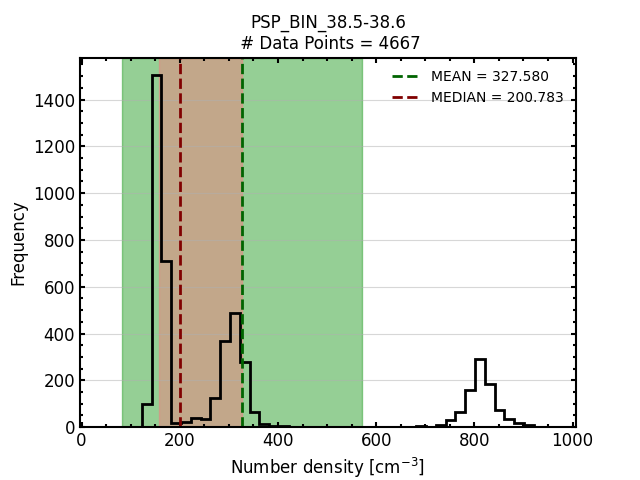 PSP_BIN_38.5-38.6
# Data Points = 4667
MEAN = 327.580
MEDIAN = 200.783
Frequency
1400
1200
1000
800
600
400
200
0
0 200 400 600 800 1000
Number density [cm⁻³]